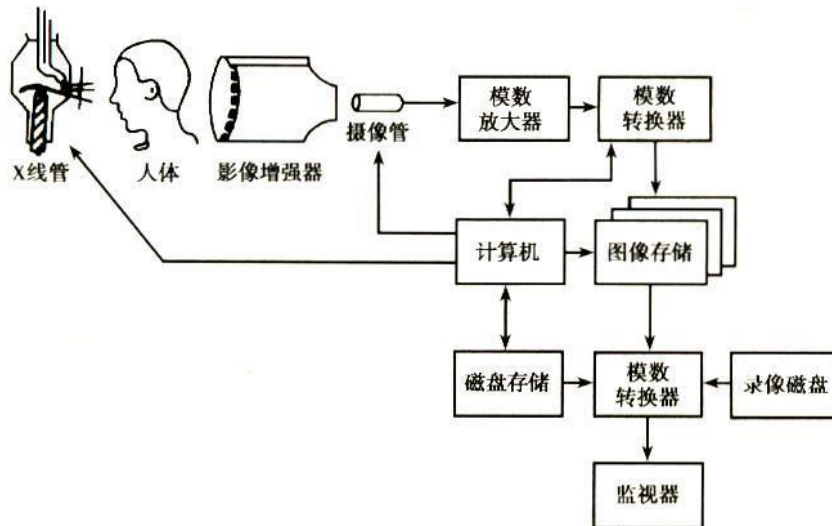 模数
放大器
模数
转换器
摄像管
X线管
人体
影像增强器
计算机
图像存储
磁盘存储
模数
转换器
录像磁盘
监视器